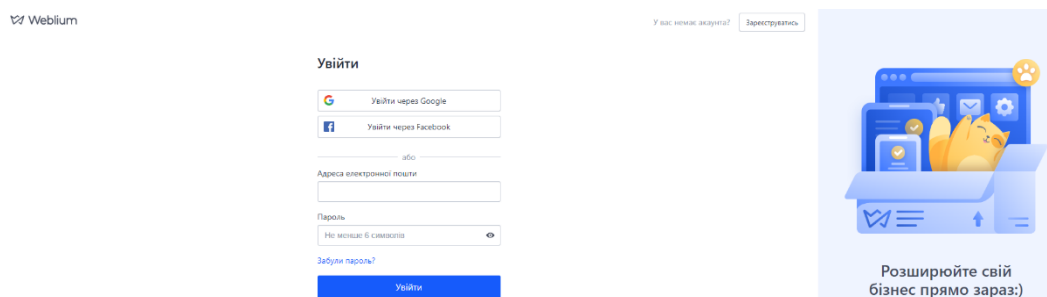 Weblium
У вас немає акаунта? Зареєструватись
Увійти
Увійти через Google
Увійти через Facebook
або
Адреса електронної пошти
Пароль
Не менше 6 символів
Забули пароль?
Увійти
Розширюйте свій
бізнес прямо зараз:)